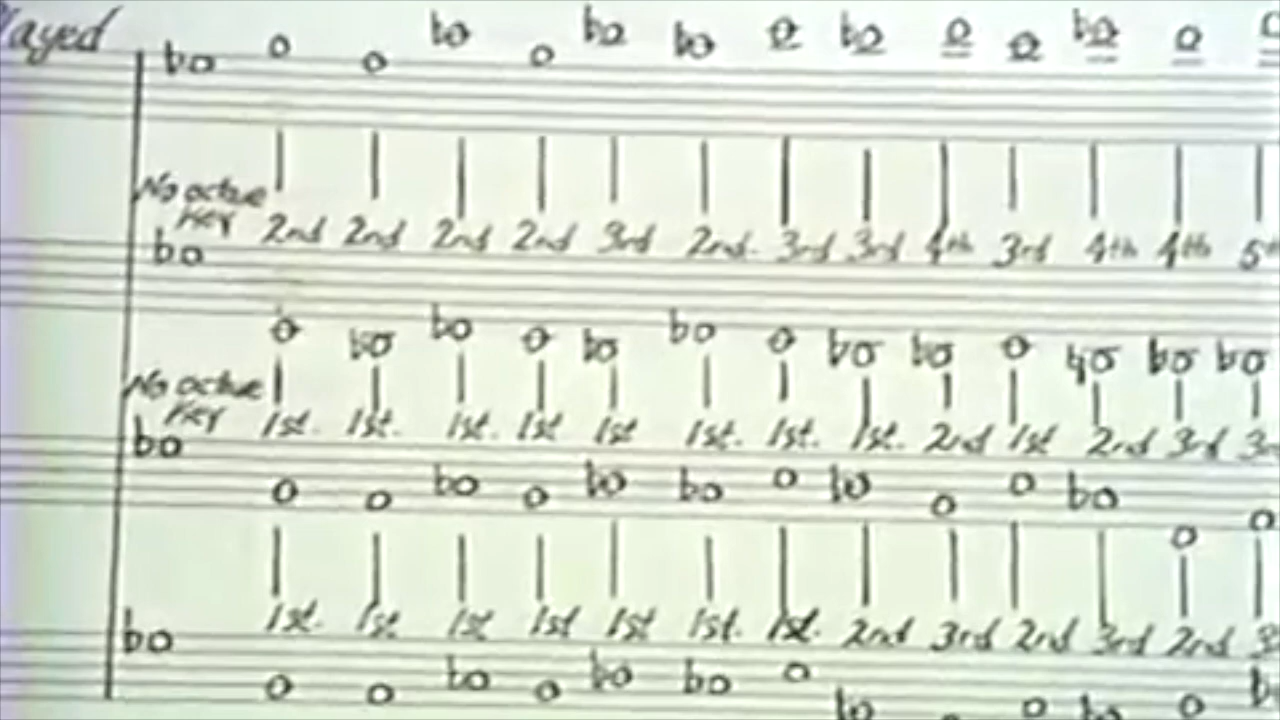 No octave
Key
2nd 2nd 2nd 2nd 3rd 2nd. 3rd 3rd 4th 3rd 4th 4th
No octave
Key
1st. 1st. 1st. 1st 1st 1st. 1st. 1st. 2nd 1st 2nd 3rd
1st. 1st 1st 1st 1st 1st. 1st. 2nd 3rd 2nd 3rd 2nd